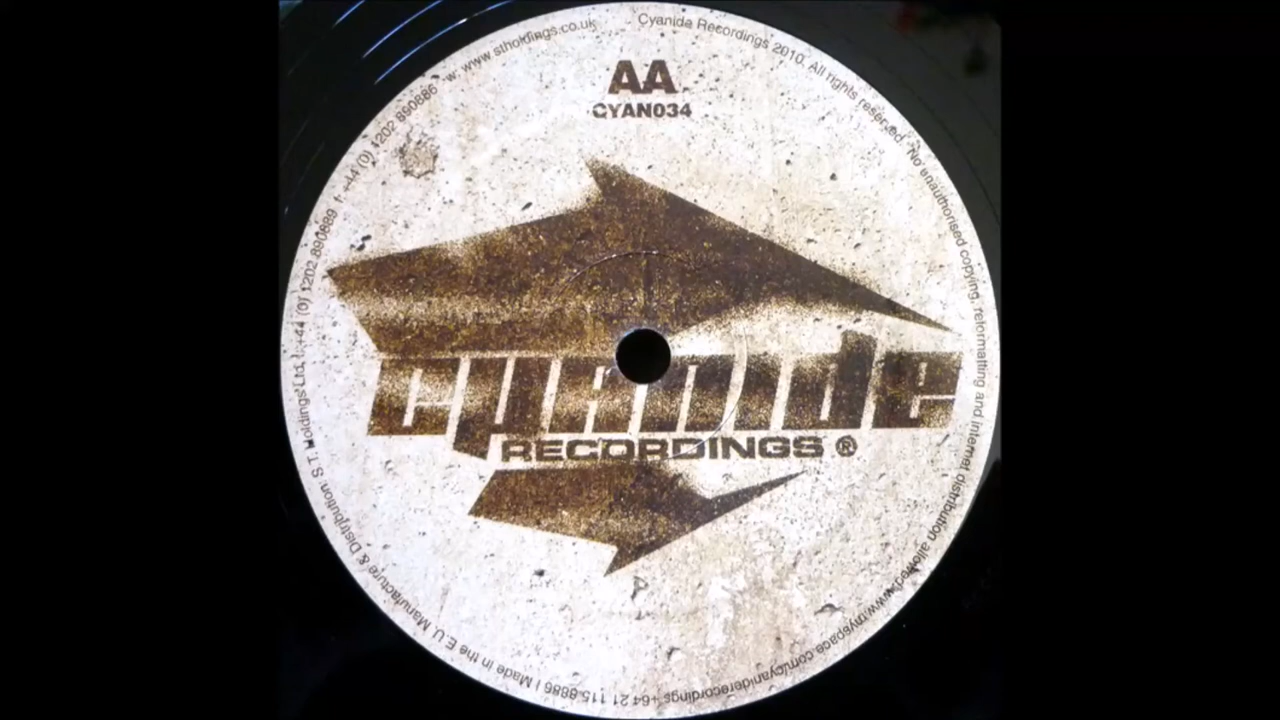 AA
CYAN034
cyanide
RECORDINGS ®
Cyanide Recordings 2010. All rights reserved. No unauthorised copying, reformatting and internet distribution allowed. www.myspace.com/cyaniderecordings +64 21 115-8886 | Made in the E.U. Manufacture & Distribution: S.T. Holdings Ltd. t: +44 (0) 1202 890889 f: +44 (0) 1202 890886 w: www.stholdings.co.uk